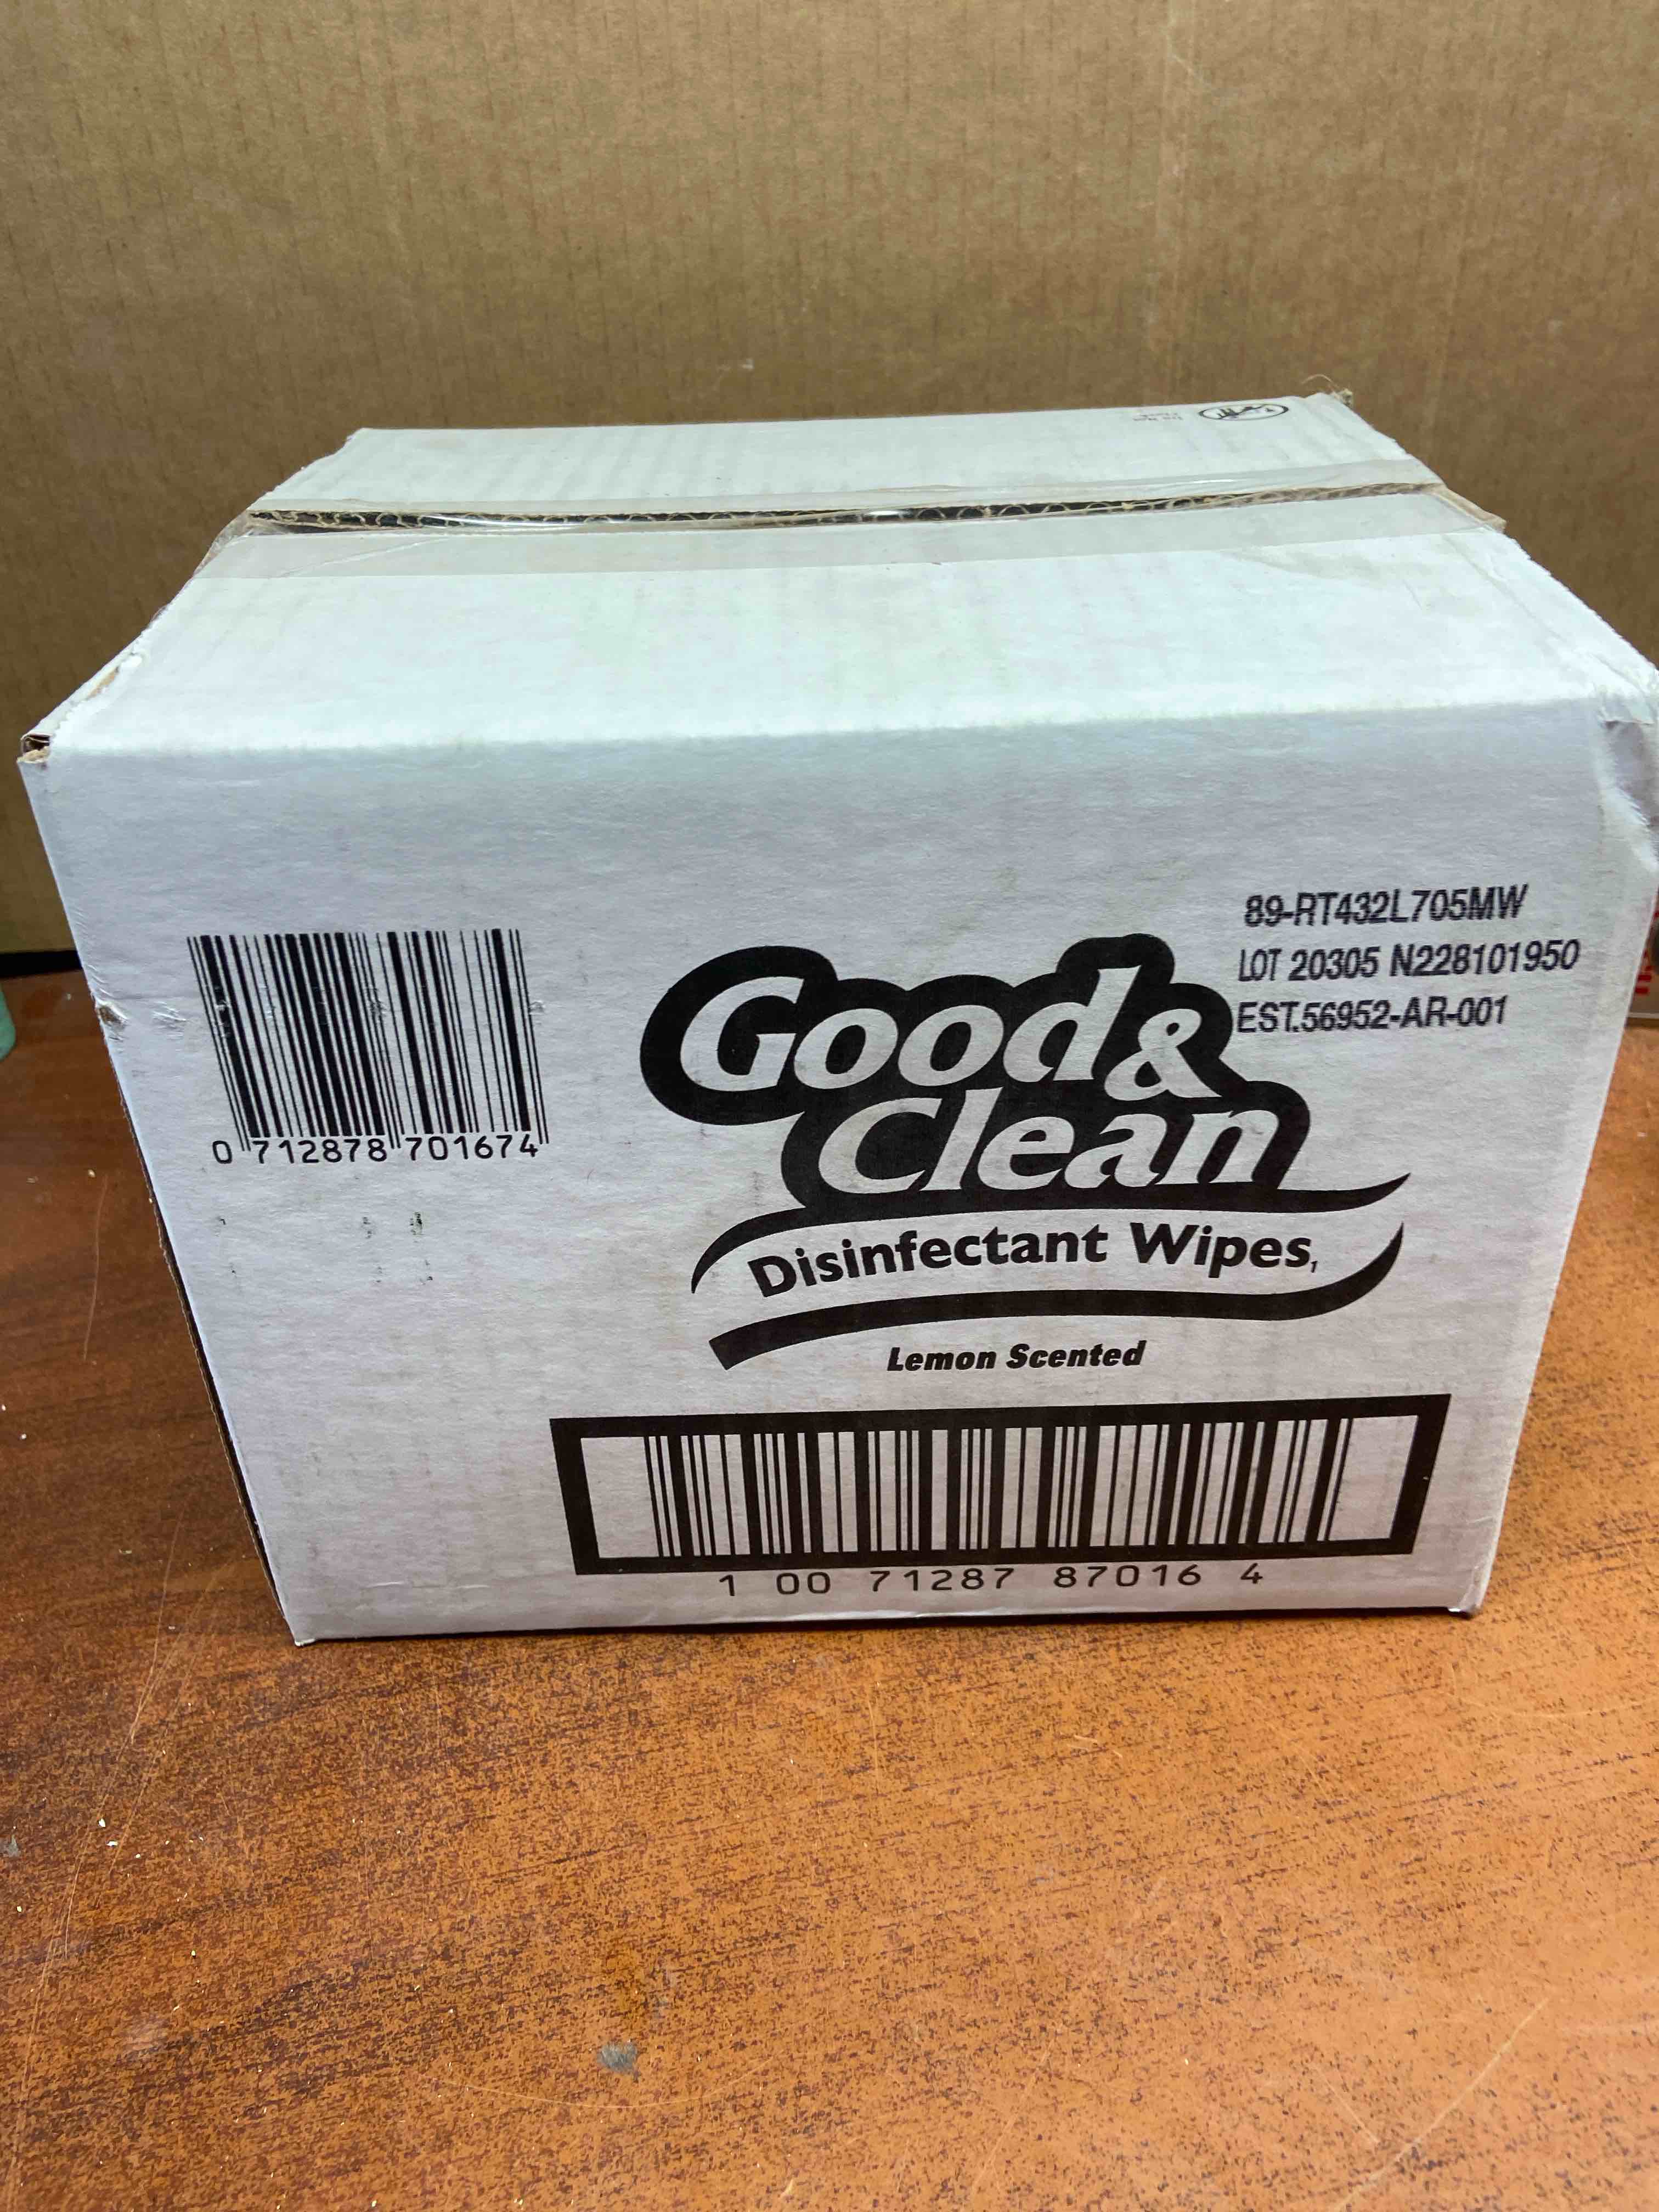 89-RT432L705MW
LOT 20305 N228101950
EST.56952-AR-001
Good &
Clean
Disinfectant Wipes,
Lemon Scented
0 712878 701674
1 00 71287 87016 4